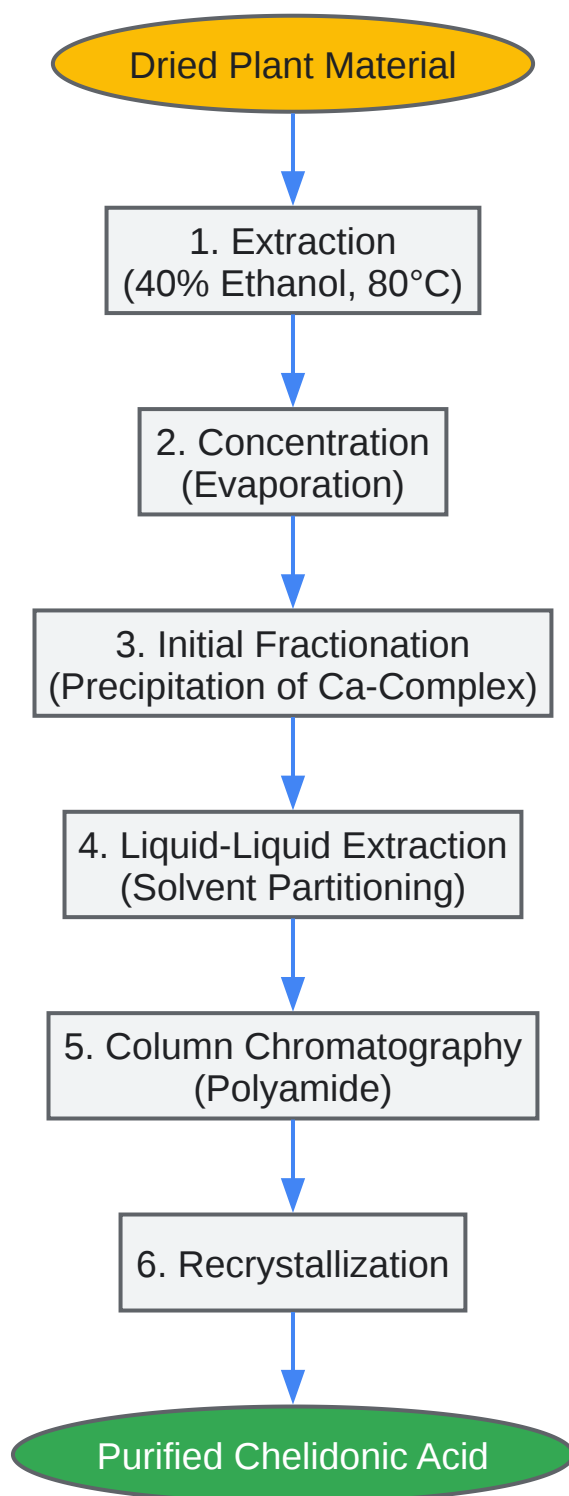 Dried Plant Material
1. Extraction
(40% Ethanol, 80°C)
2. Concentration
(Evaporation)
3. Initial Fractionation
(Precipitation of Ca-Complex)
4. Liquid-Liquid Extraction
(Solvent Partitioning)
5. Column Chromatography
(Polyamide)
6. Recrystallization
Purified Chelidonic Acid